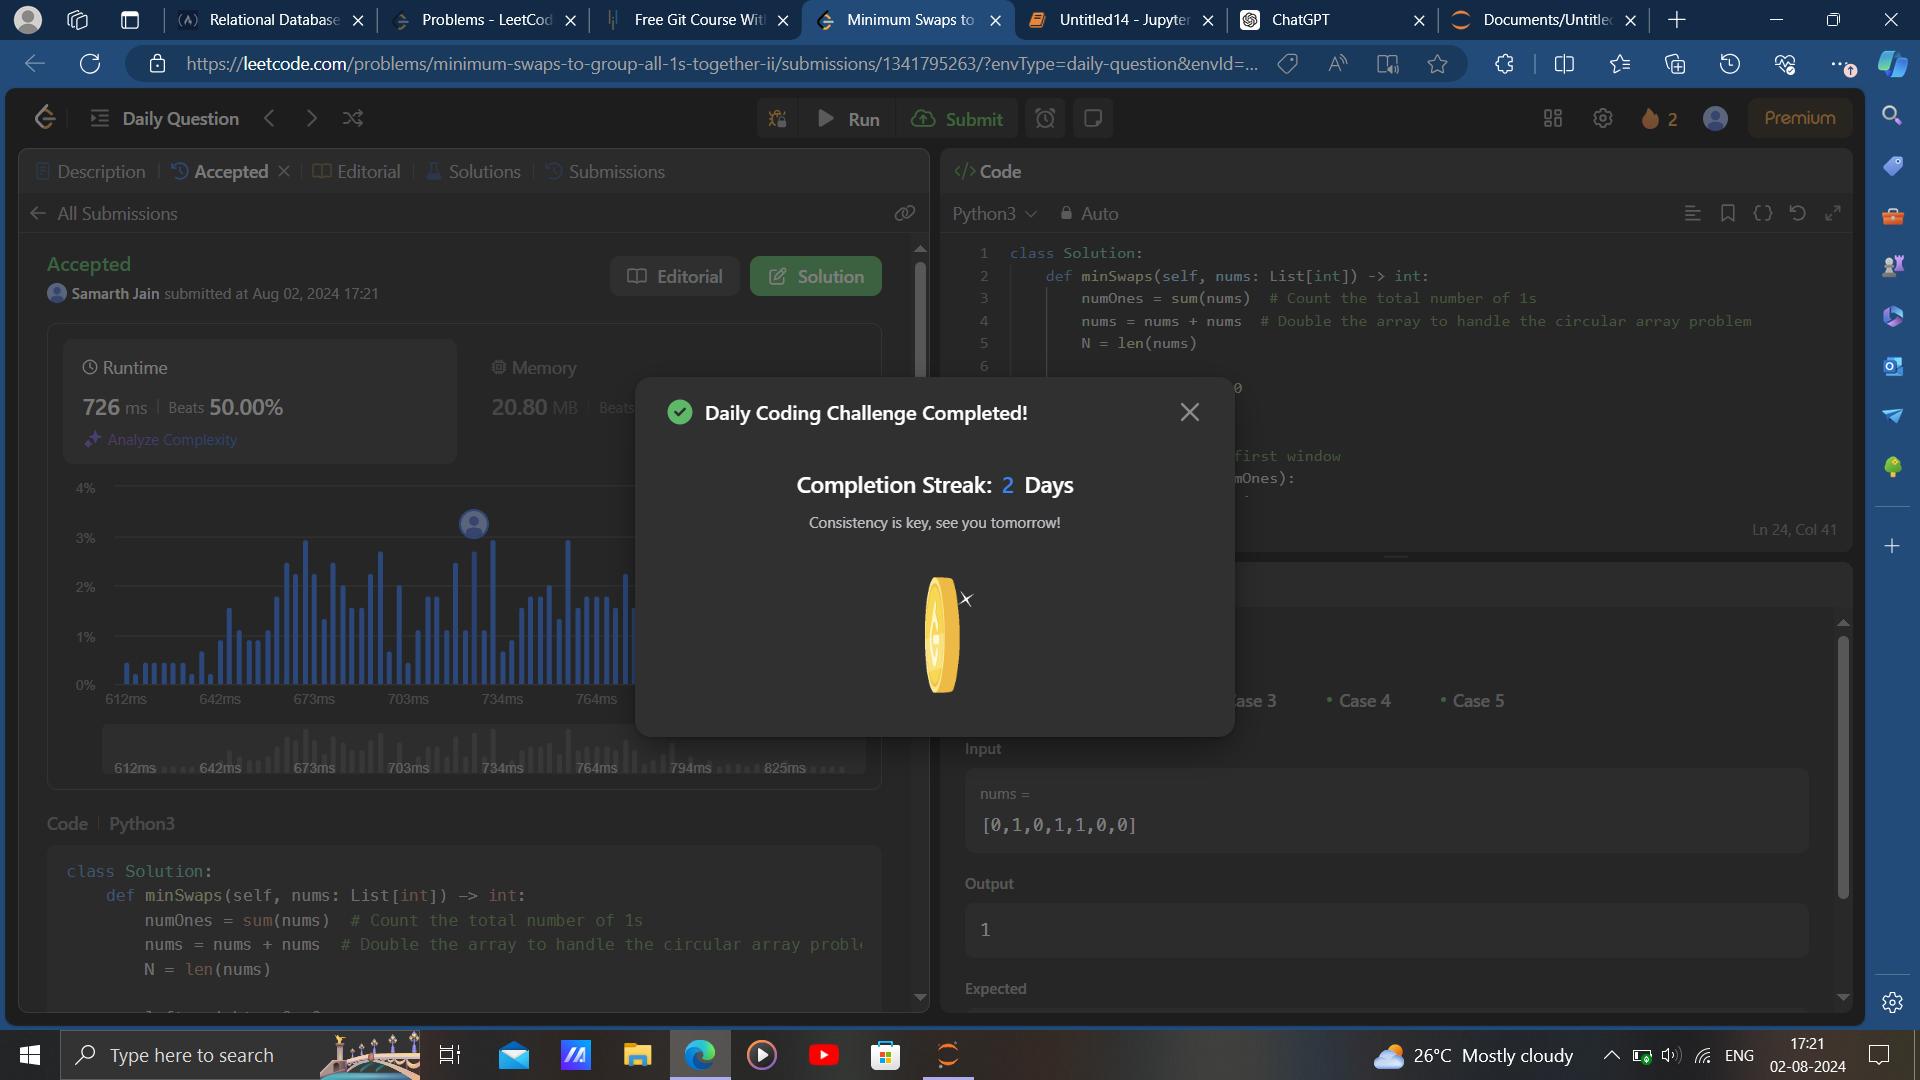 Relational Database
Problems - LeetCod
Free Git Course Wit
Minimum Swaps to
Untitled14 - Jupyter
ChatGPT
Documents/Untitle
https://leetcode.com/problems/minimum-swaps-to-group-all-1s-together-ii/submissions/1341795263/?envType=daily-question&envId=...
Daily Question
Run
Submit
2
Premium
Description
Accepted
Editorial
Solutions
Submissions
All Submissions
Accepted
Samarth Jain submitted at Aug 02, 2024 17:21
Editorial
Solution
Runtime
726 ms | Beats 50.00%
Analyze Complexity
Memory
20.80 MB | Beats
4%
3%
2%
1%
0%
612ms 642ms 673ms 703ms 734ms 764ms
612ms 642ms 673ms 703ms 734ms 764ms 794ms 825ms
Code | Python3
class Solution:
def minSwaps(self, nums: List[int]) -> int:
numOnes = sum(nums) # Count the total number of 1s
nums = nums + nums # Double the array to handle the circular array proble
N = len(nums)
</> Code
Python3
Auto
1 class Solution:
2 def minSwaps(self, nums: List[int]) -> int:
3 numOnes = sum(nums) # Count the total number of 1s
4 nums = nums + nums # Double the array to handle the circular array problem
5 N = len(nums)
6
0
first window
mOnes):
Ln 24, Col 41
Daily Coding Challenge Completed!
Completion Streak: 2 Days
Consistency is key, see you tomorrow!
ase 3
Case 4
Case 5
Input
nums =
[0,1,0,1,1,0,0]
Output
1
Expected
Type here to search
26°C Mostly cloudy
ENG
17:21
02-08-2024